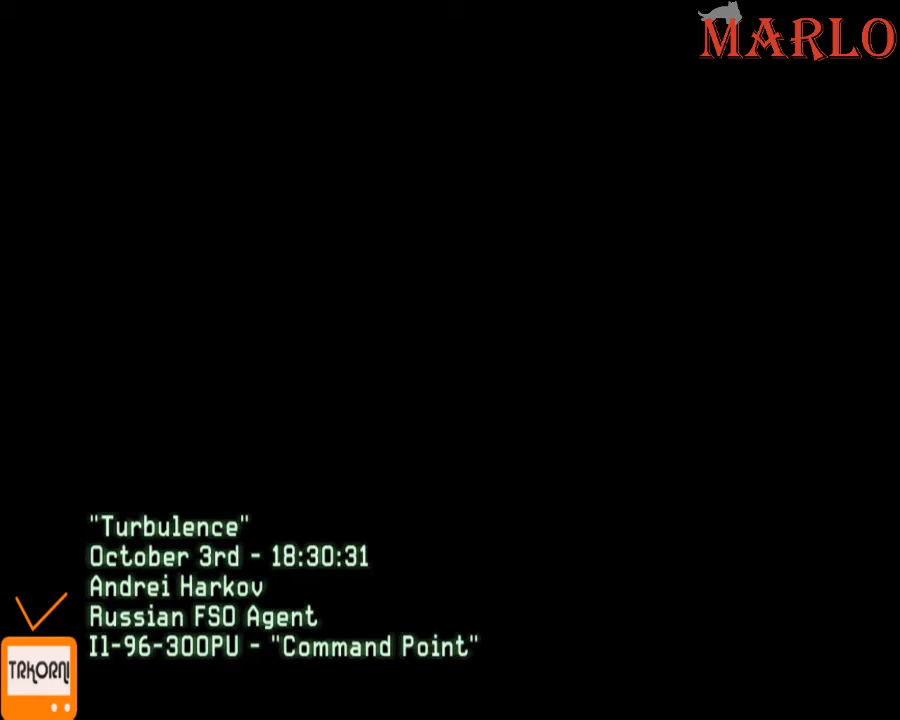 MARLO
"Turbulence"
October 3rd - 18:30:31
Andrei Harkov
Russian FSO Agent
Il-96-300PU - "Command Point"
TRKORNI